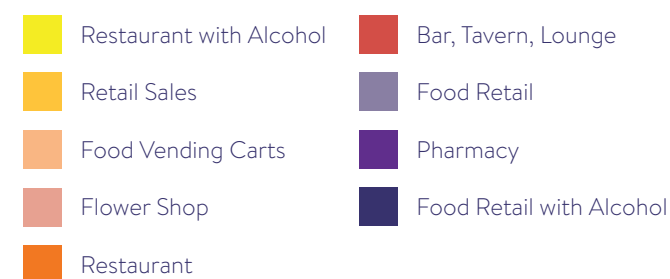 Restaurant with Alcohol
Retail Sales
Food Vending Carts
Flower Shop
Restaurant
Bar, Tavern, Lounge
Food Retail
Pharmacy
Food Retail with Alcohol